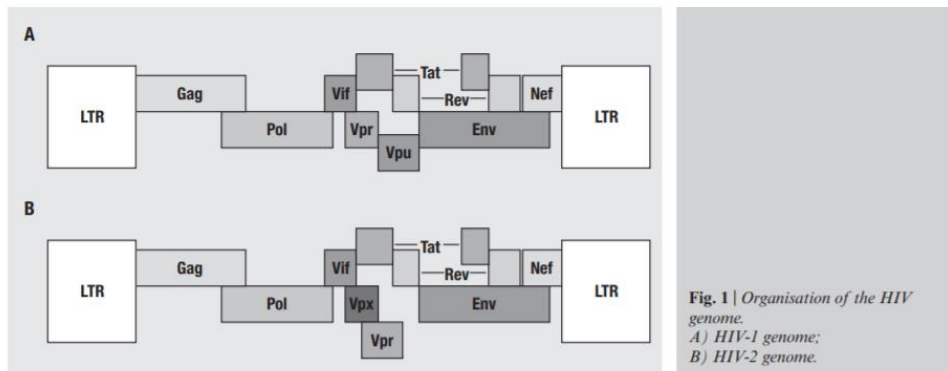 A
LTR
Gag
Pol
Vif
Vpr
Vpu
Tat
Rev
Env
Nef
LTR
B
LTR
Gag
Pol
Vif
Vpx
Vpr
Tat
Rev
Env
Nef
LTR
Fig. 1 | Organisation of the HIV
genome.
A) HIV-1 genome;
B) HIV-2 genome.